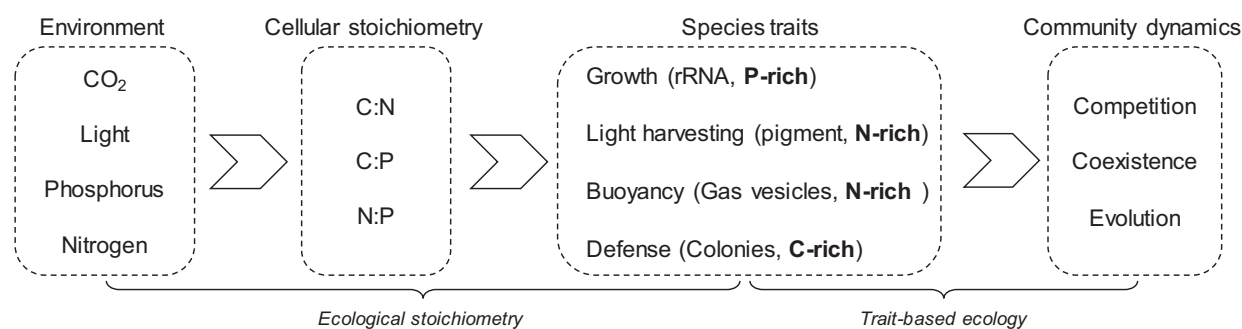 Environment
CO₂
Light
Phosphorus
Nitrogen
Cellular stoichiometry
C:N
C:P
N:P
Species traits
Growth (rRNA, P-rich)
Light harvesting (pigment, N-rich)
Buoyancy (Gas vesicles, N-rich )
Defense (Colonies, C-rich)
Community dynamics
Competition
Coexistence
Evolution
Ecological stoichiometry
Trait-based ecology